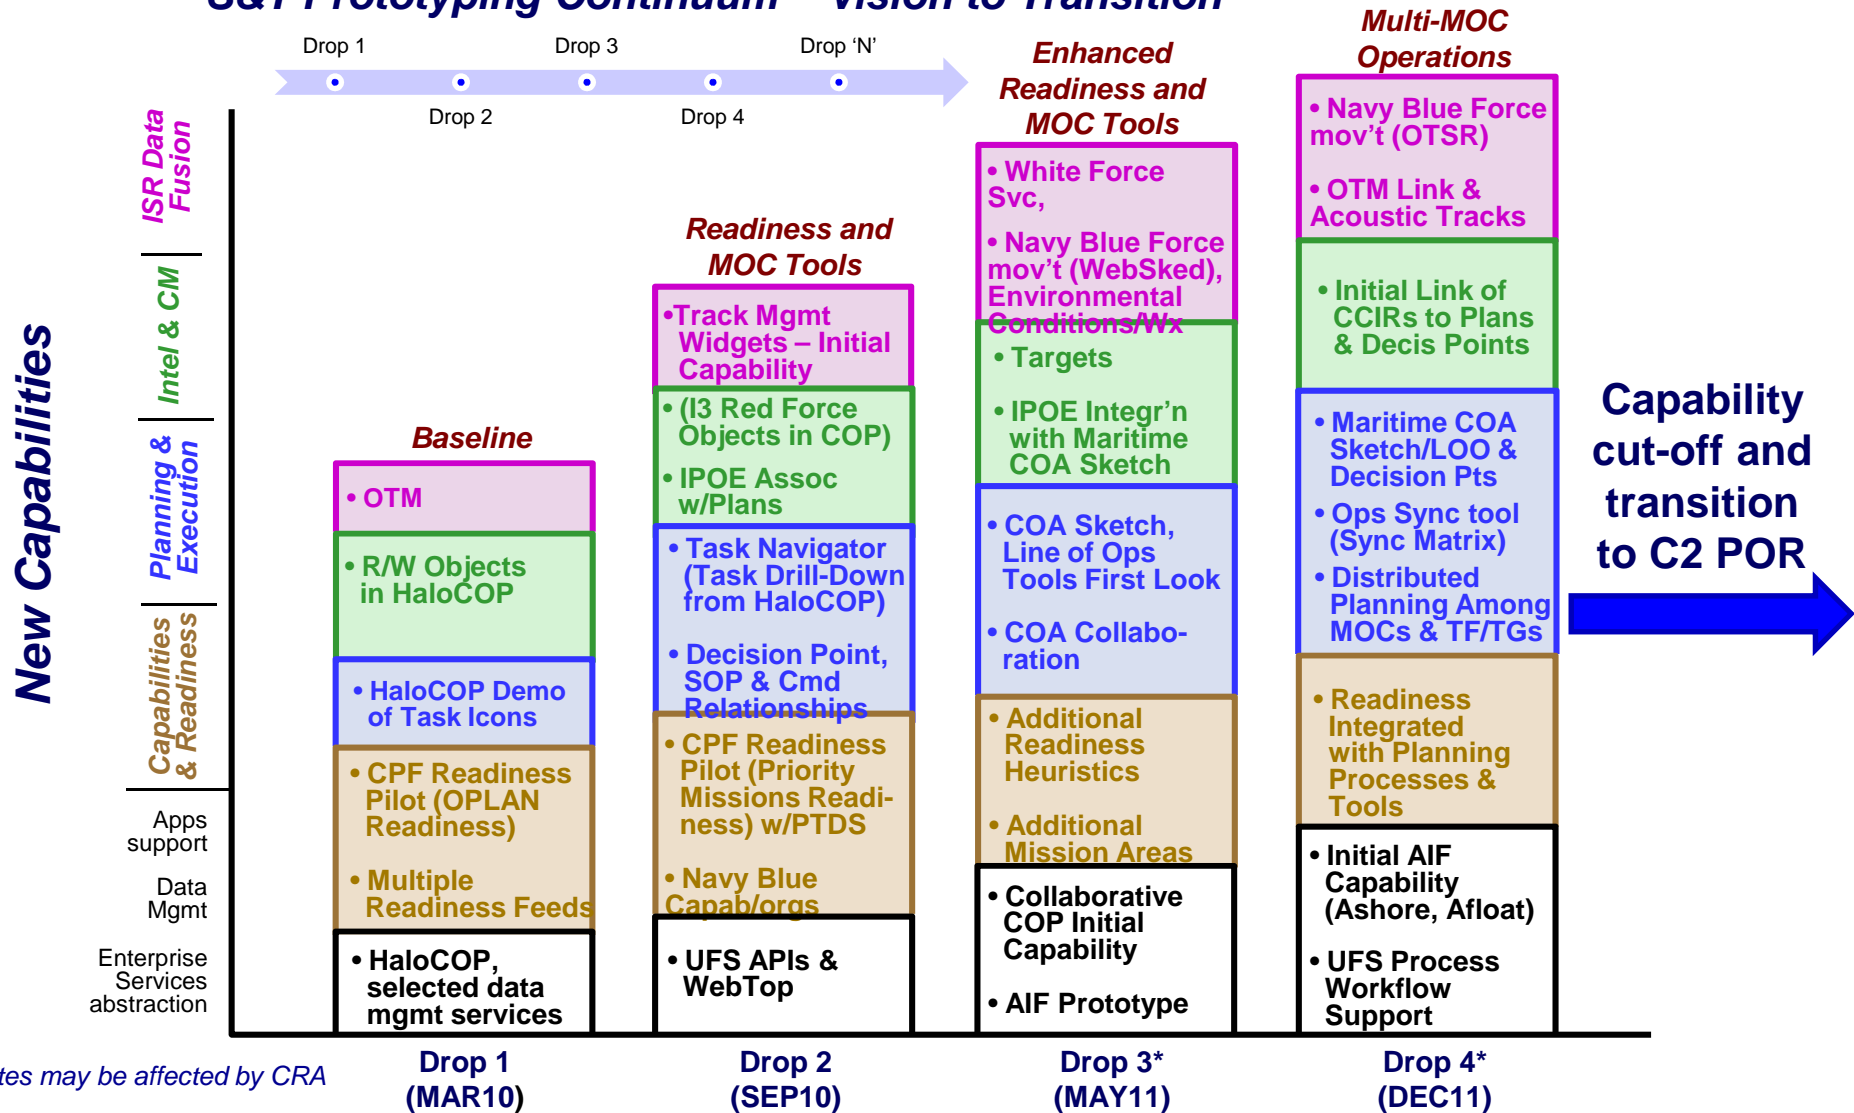 S&T Prototyping Continuum – Vision to Transition
Drop 1
Drop 3
Drop ‘N’
Drop 2
Drop 4
New Capabilities
ISR Data
Fusion
Intel & CM
Planning &
Execution
Capabilities
& Readiness
Apps
support
Data
Mgmt
Enterprise
Services
abstraction
Baseline
• OTM
• R/W Objects
in HaloCOP
• HaloCOP Demo
of Task Icons
• CPF Readiness
Pilot (OPLAN
Readiness)
• Multiple
Readiness Feeds
• HaloCOP,
selected data
mgmt services
Drop 1
(MAR10)
Readiness and
MOC Tools
•Track Mgmt
Widgets – Initial
Capability
• (I3 Red Force
Objects in COP)
• IPOE Assoc
w/Plans
• Task Navigator
(Task Drill-Down
from HaloCOP)
• Decision Point,
SOP & Cmd
Relationships
• CPF Readiness
Pilot (Priority
Missions Readi-
ness) w/PTDS
• Navy Blue
Capab/orgs
• UFS APIs &
WebTop
Drop 2
(SEP10)
Enhanced
Readiness and
MOC Tools
• White Force
Svc,
• Navy Blue Force
mov’t (WebSked),
Environmental
Conditions/Wx
• Targets
• IPOE Integr’n
with Maritime
COA Sketch
• COA Sketch,
Line of Ops
Tools First Look
• COA Collabo-
ration
• Additional
Readiness
Heuristics
• Additional
Mission Areas
• Collaborative
COP Initial
Capability
• AIF Prototype
Drop 3*
(MAY11)
Multi-MOC
Operations
• Navy Blue Force
mov’t (OTSR)
• OTM Link &
Acoustic Tracks
• Initial Link of
CCIRs to Plans
& Decis Points
• Maritime COA
Sketch/LOO &
Decision Pts
• Ops Sync tool
(Sync Matrix)
• Distributed
Planning Among
MOCs & TF/TGs
• Readiness
Integrated
with Planning
Processes &
Tools
• Initial AIF
Capability
(Ashore, Afloat)
• UFS Process
Workflow
Support
Drop 4*
(DEC11)
Capability
cut-off and
transition
to C2 POR
tes may be affected by CRA